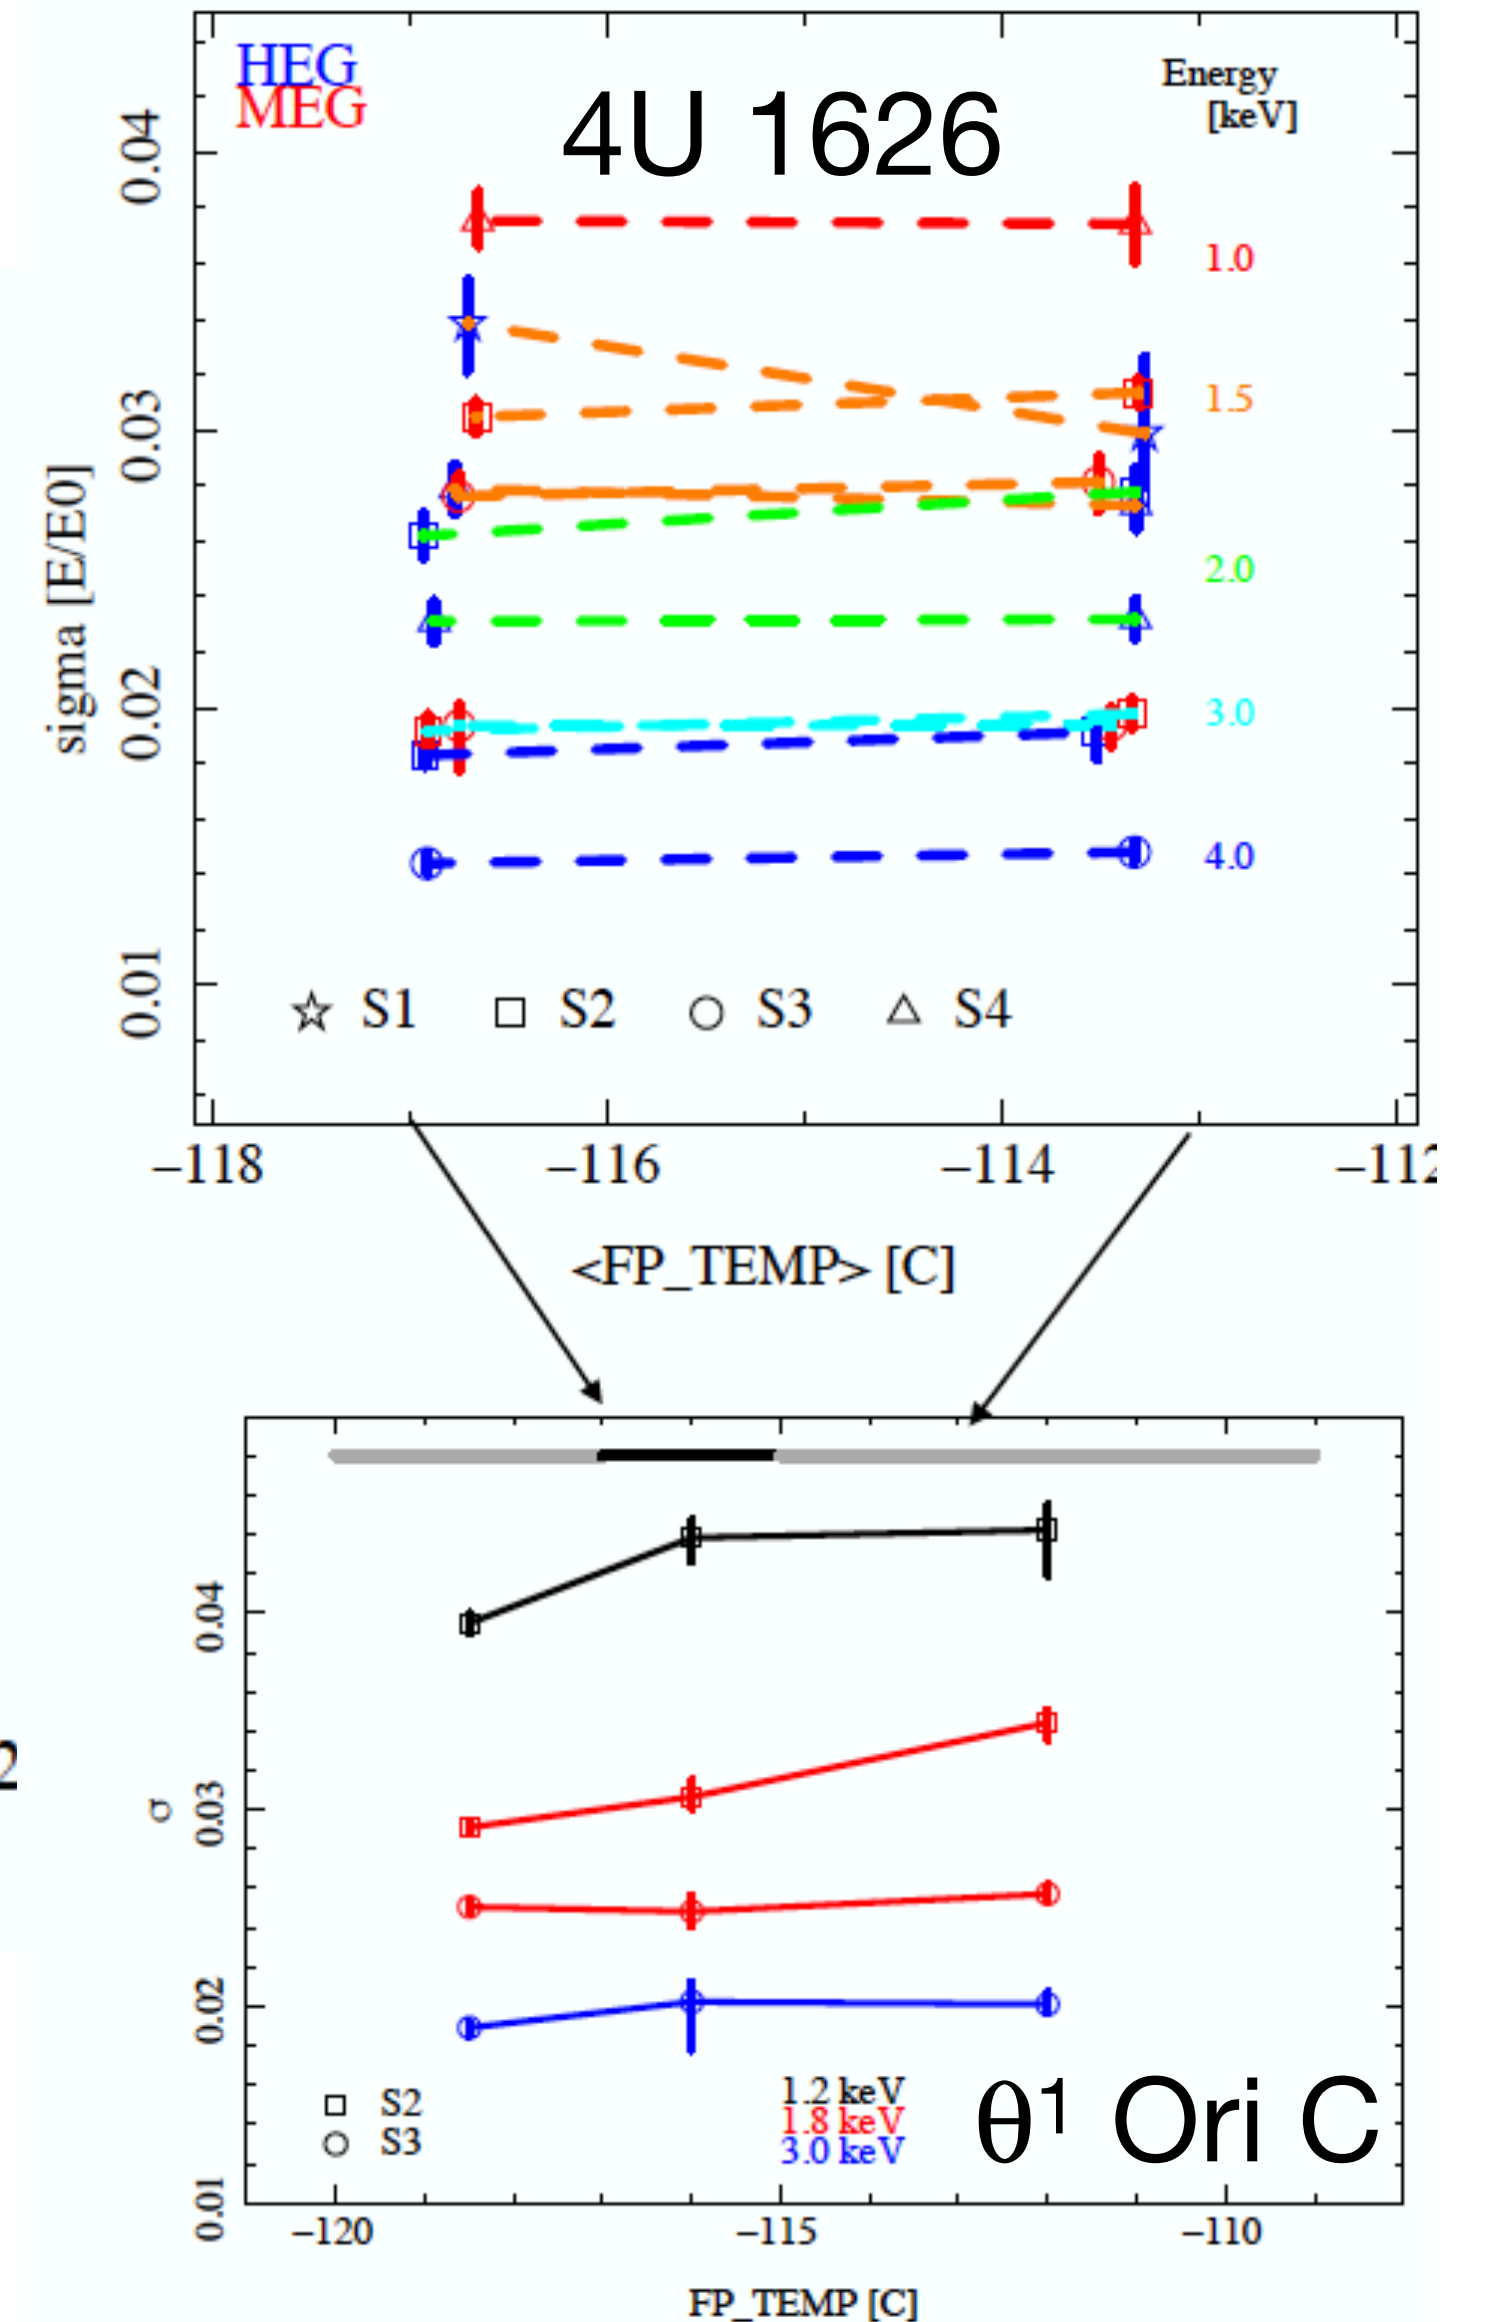 HEG
MEG
4U 1626
Energy
[keV]
0.04
0.03
0.02
0.01
sigma [E/E0]
1.0
1.5
2.0
3.0
4.0
S1 S2 S3 S4
−118 −116 −114 −112
<FP_TEMP> [C]
2
0.04
0.03
0.02
0.01
σ
S2
S3
1.2 keV
1.8 keV
3.0 keV
θ¹ Ori C
−120 −115 −110
FP_TEMP [C]